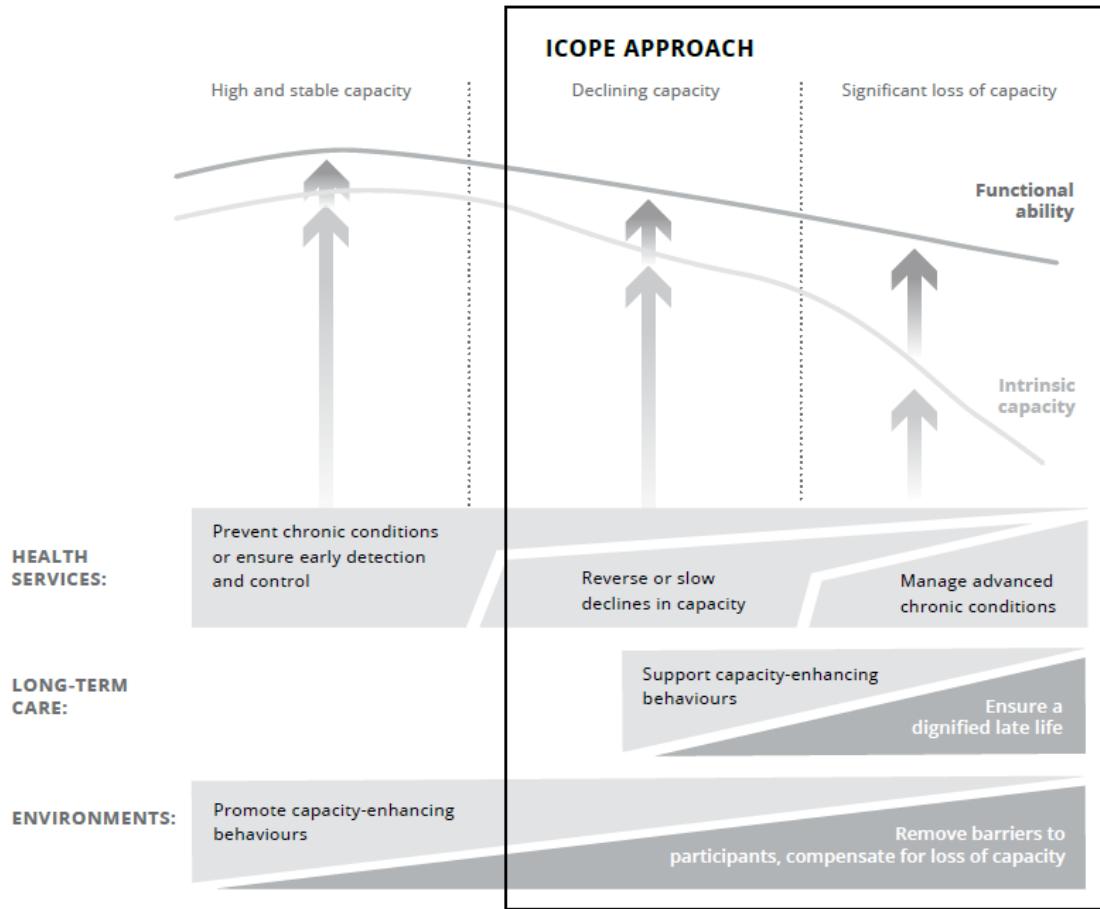 ICOPE APPROACH
High and stable capacity
Declining capacity
Significant loss of capacity
Functional
ability
Intrinsic
capacity
HEALTH
SERVICES:
Prevent chronic conditions
or ensure early detection
and control
Reverse or slow
declines in capacity
Manage advanced
chronic conditions
LONG-TERM
CARE:
Support capacity-enhancing
behaviours
Ensure a
dignified late life
ENVIRONMENTS:
Promote capacity-enhancing
behaviours
Remove barriers to
participants, compensate for loss of capacity